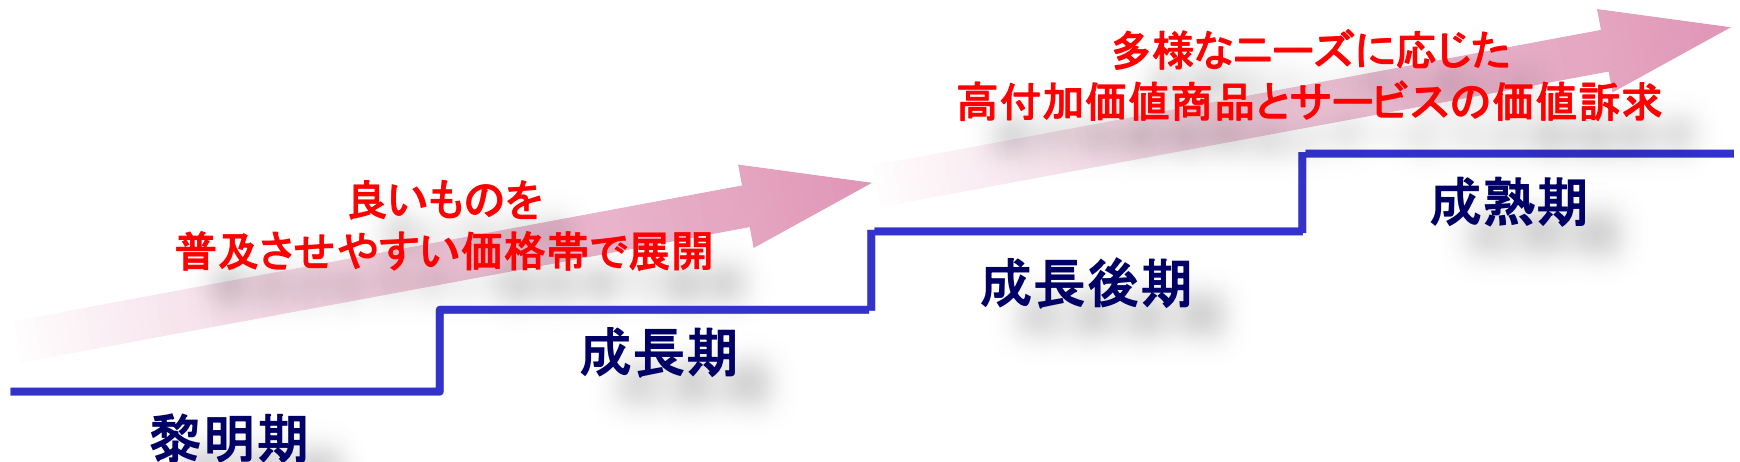 多様なニーズに応じた
高付加価値商品とサービスの価値訴求
良いものを
普及させやすい価格帯で展開
成熟期
成長後期
成長期
黎明期